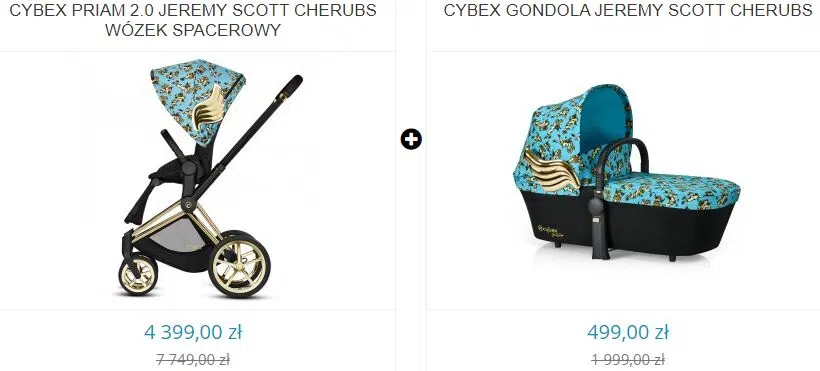 CYBEX PRIAM 2.0 JEREMY SCOTT CHERUBS
WÓZEK SPACEROWY
CYBEX GONDOLA JEREMY SCOTT CHERUBS
4 399,00 zł
7 749,00 zł
499,00 zł
1 999,00 zł